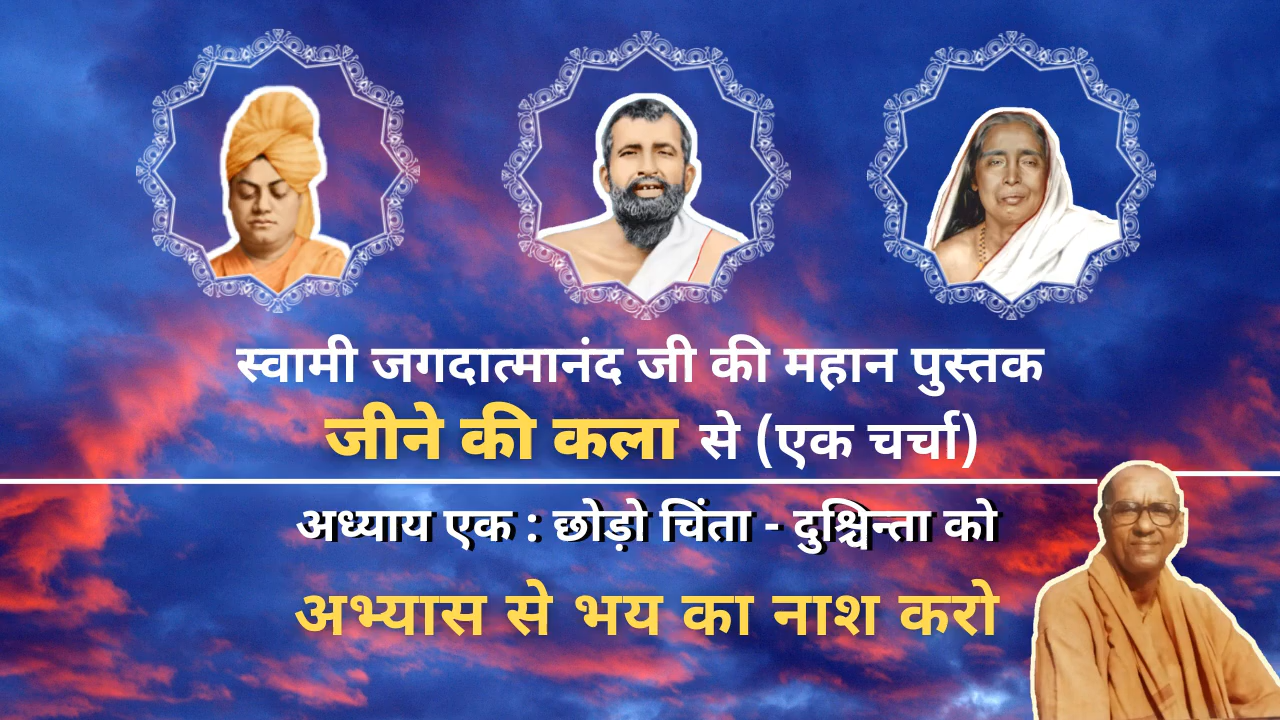 स्वामी जगदात्मानंद जी की महान पुस्तक
जीने की कला से (एक चर्चा)
अध्याय एक : छोड़ो चिंता - दुश्चिन्ता को
अभ्यास से भय का नाश करो